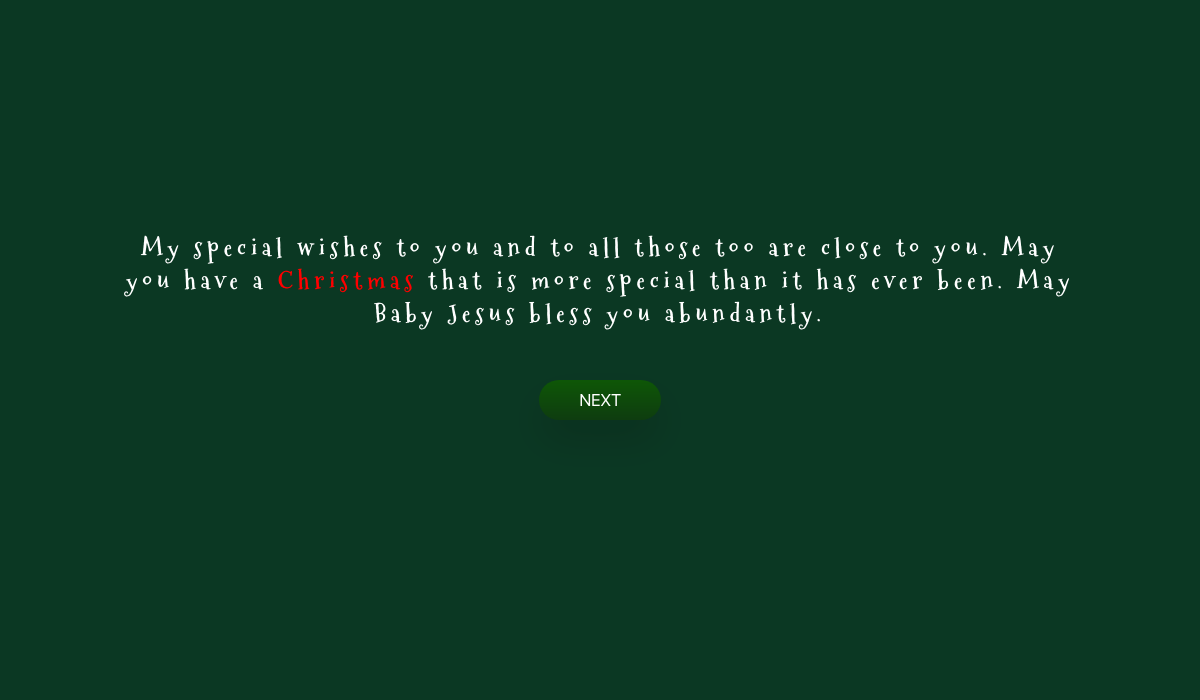 My special wishes to you and to all those too are close to you. May
you have a Christmas that is more special than it has ever been. May
Baby Jesus bless you abundantly.
NEXT